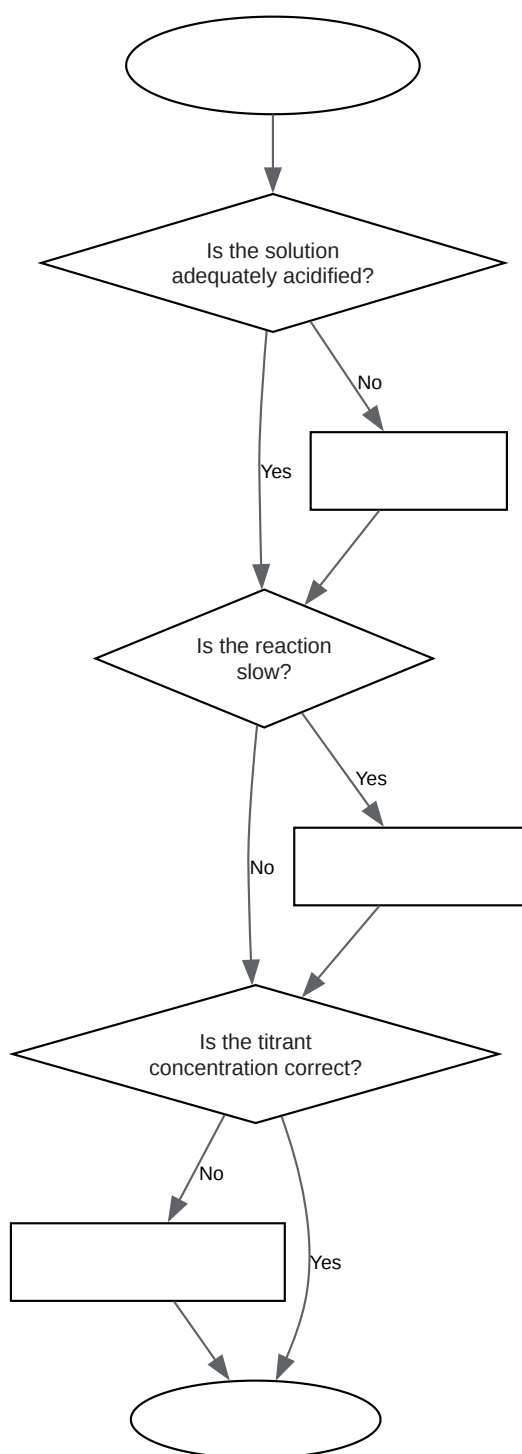 Is the solution
adequately acidified?
No
Yes
Is the reaction
slow?
Yes
No
Is the titrant
concentration correct?
No
Yes